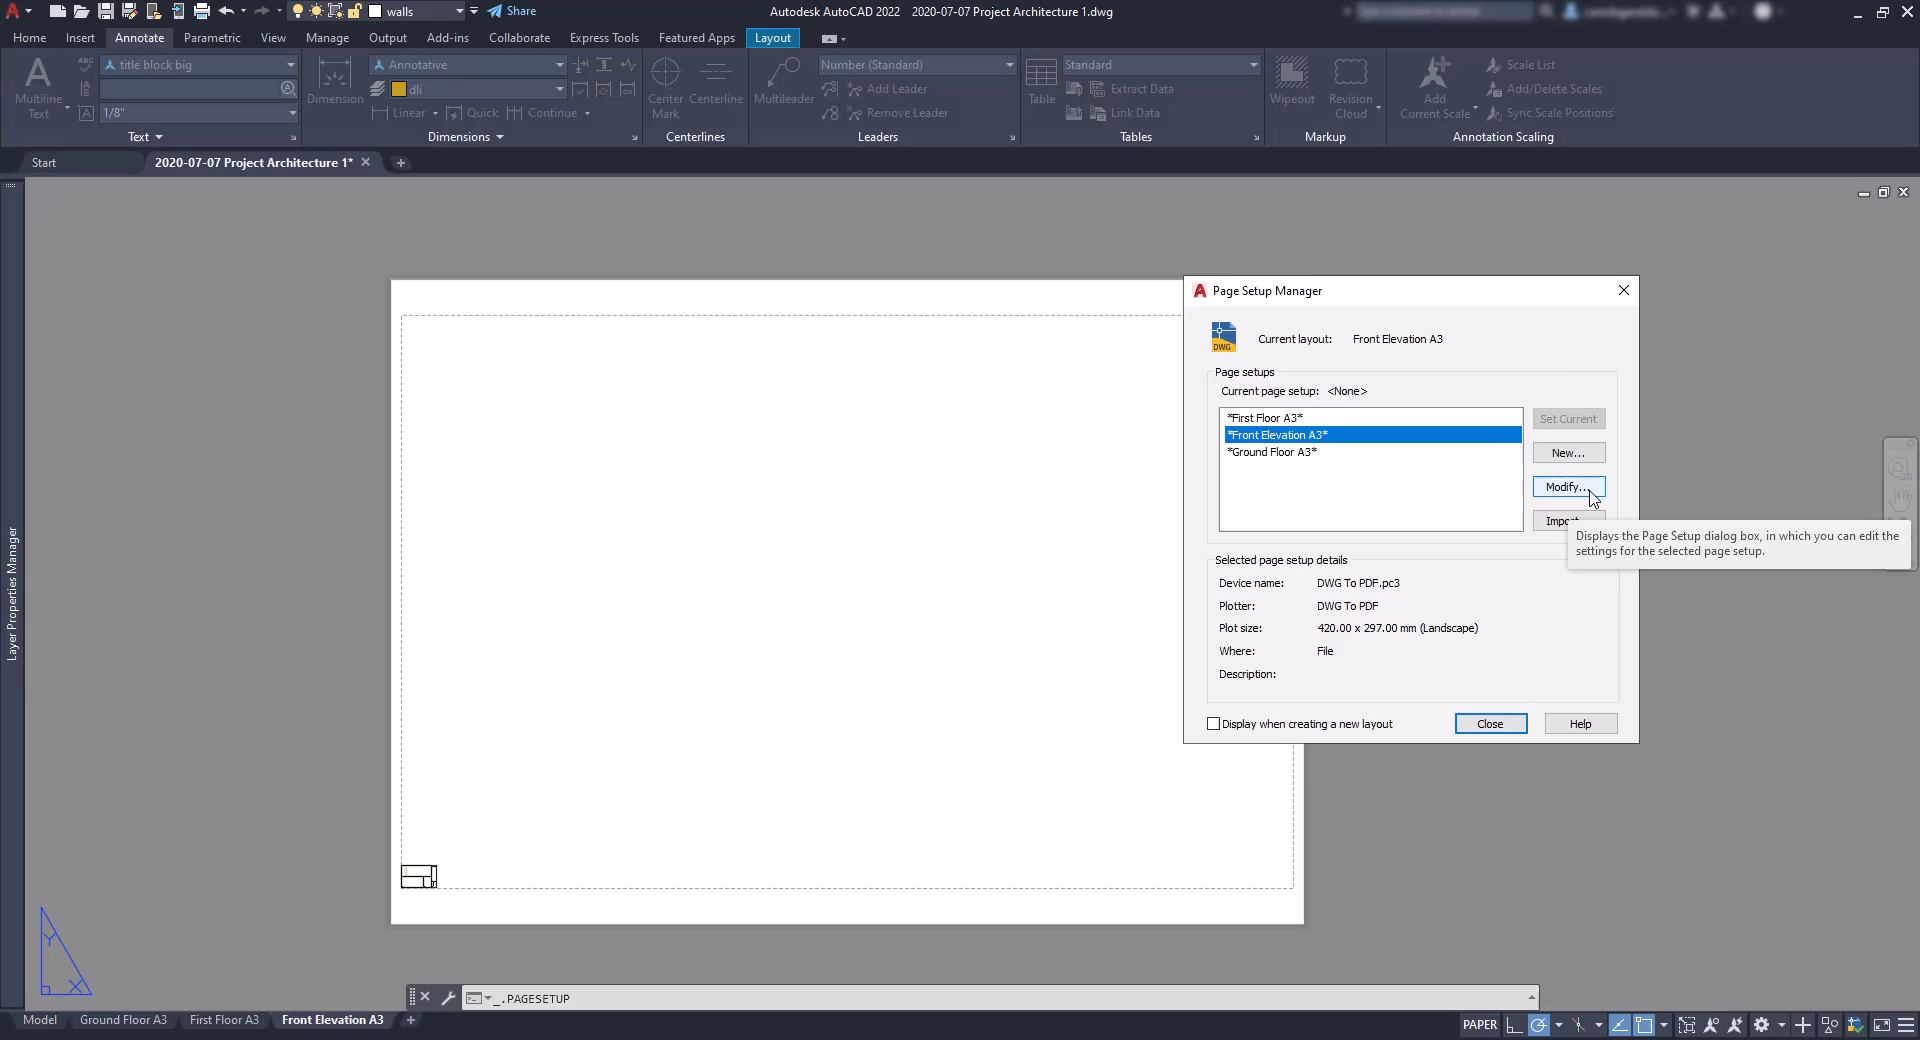 walls
Share
Autodesk AutoCAD 2022 2020-07-07 Project Architecture 1.dwg
Home Insert Annotate Parametric View Manage Output Add-ins Collaborate Express Tools Featured Apps Layout
title block big
Annotative
Number (Standard)
Standard
Scale List
dli
Add Leader
Extract Data
Add/Delete Scales
Multiline
Text
Dimension
Center
Mark
Centerline
Multileader
Table
Wipeout
Revision
Cloud
Add
Current Scale
1/8"
Linear
Quick
Continue
Remove Leader
Link Data
Sync Scale Positions
Text Dimensions Centerlines Leaders Tables Markup Annotation Scaling
Start 2020-07-07 Project Architecture 1*
Layer Properties Manager
Page Setup Manager
DWG
Current layout: Front Elevation A3
Page setups
Current page setup: <None>
*First Floor A3*
*Front Elevation A3*
*Ground Floor A3*
Set Current
New...
Modify...
Import
Displays the Page Setup dialog box, in which you can edit the
settings for the selected page setup.
Selected page setup details
Device name: DWG To PDF.pc3
Plotter: DWG To PDF
Plot size: 420.00 x 297.00 mm (Landscape)
Where: File
Description:
Display when creating a new layout
Close
Help
Y
X
_.PAGESETUP
Model Ground Floor A3 First Floor A3 Front Elevation A3
PAPER